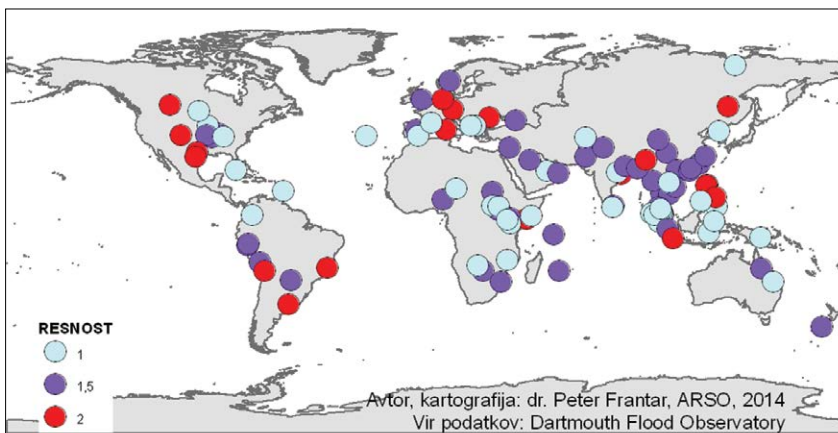 RESNOST
1
1,5
2
Avtor, kartografija: dr. Peter Frantar, ARSO, 2014
Vir podatkov: Dartmouth Flood Observatory